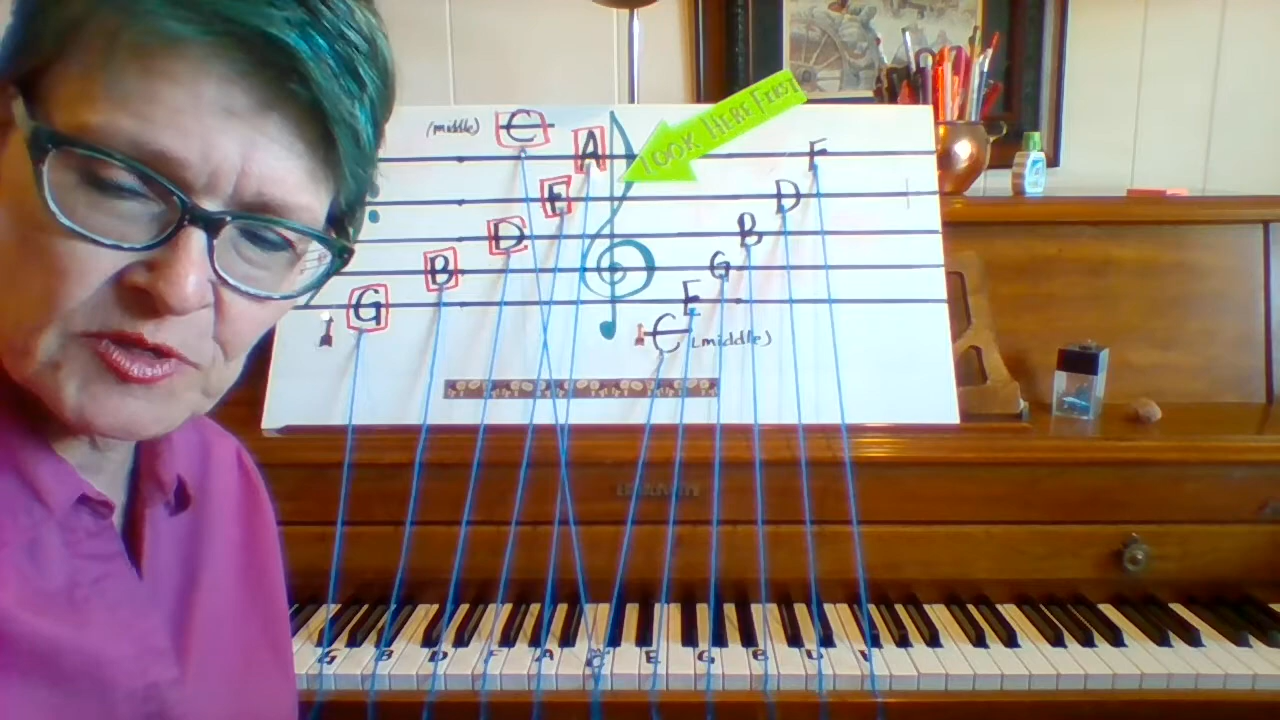 (middle) C
A
LOOK HERE FIRST
F
F
D
D
B
B
G
G
E
C (middle)
G B D F A C E G B D F